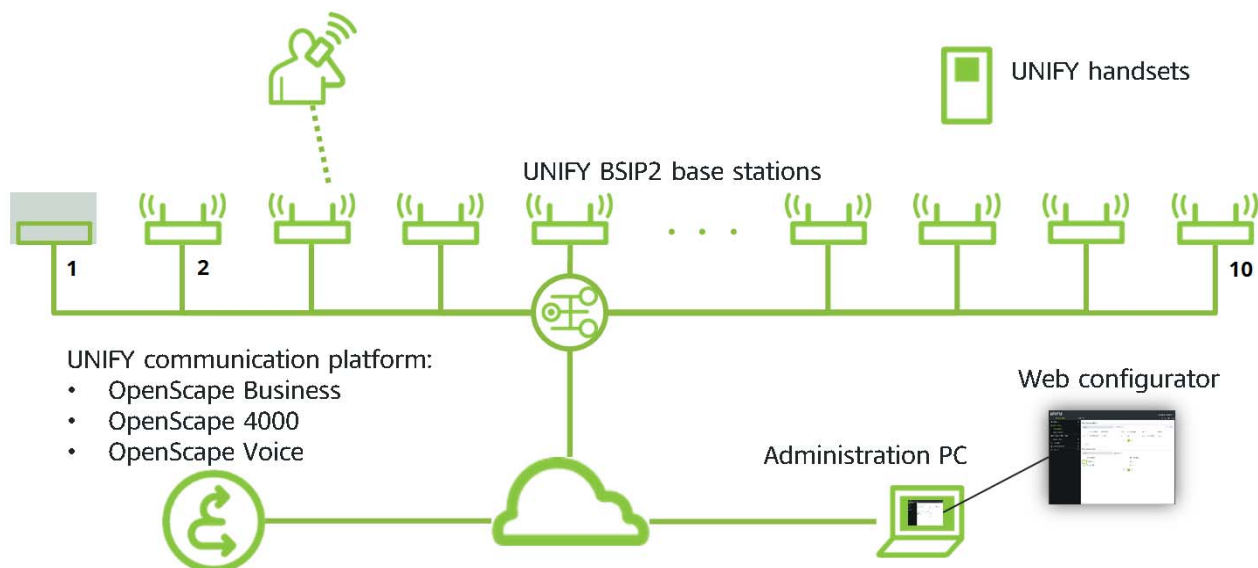 UNIFY handsets
UNIFY BSIP2 base stations
1
2
10
UNIFY communication platform:
• OpenScape Business
• OpenScape 4000
• OpenScape Voice
Web configurator
Administration PC